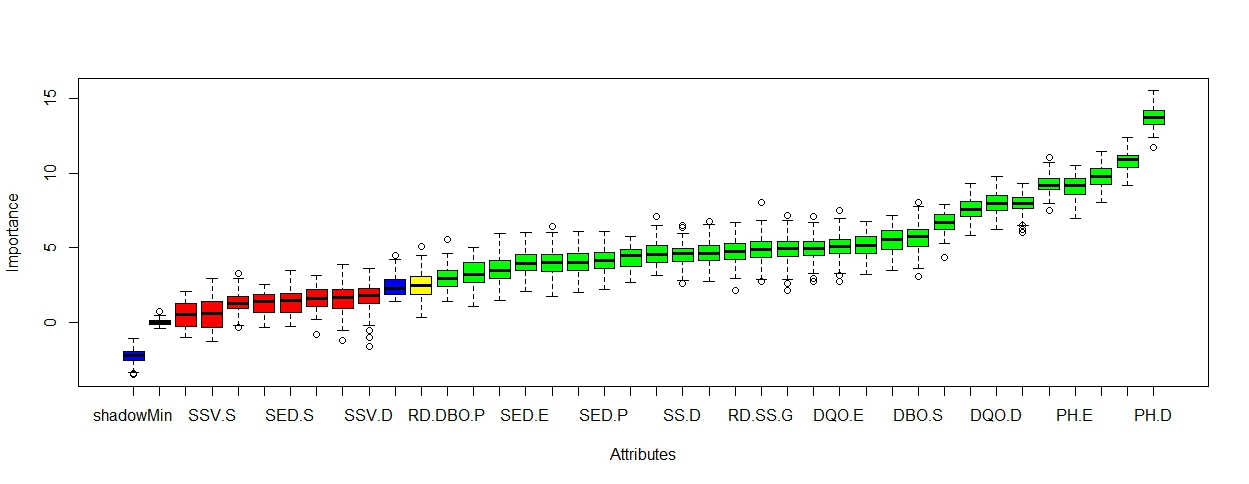 Importance
15
10
5
0
shadowMin SSV.S SED.S SSV.D RD.DBO.P SED.E SED.P SS.D RD.SS.G DQO.E DBO.S DQO.D PH.E PH.D
Attributes